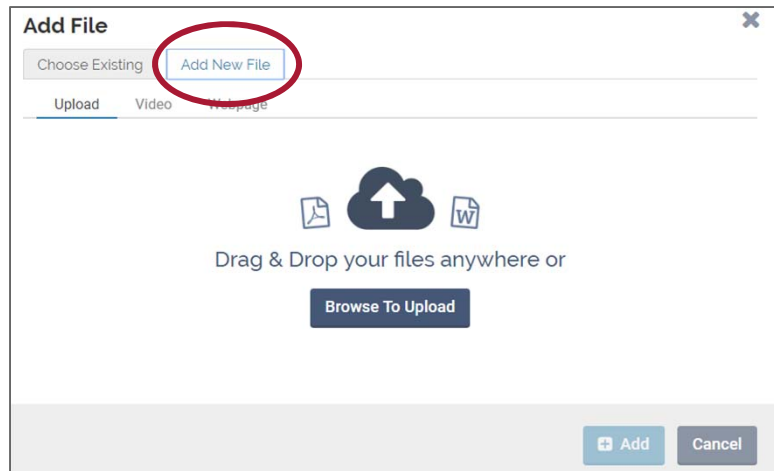 Add File
Choose Existing Add New File
Upload Video Webpage
W
Drag & Drop your files anywhere or
Browse To Upload
Add Cancel